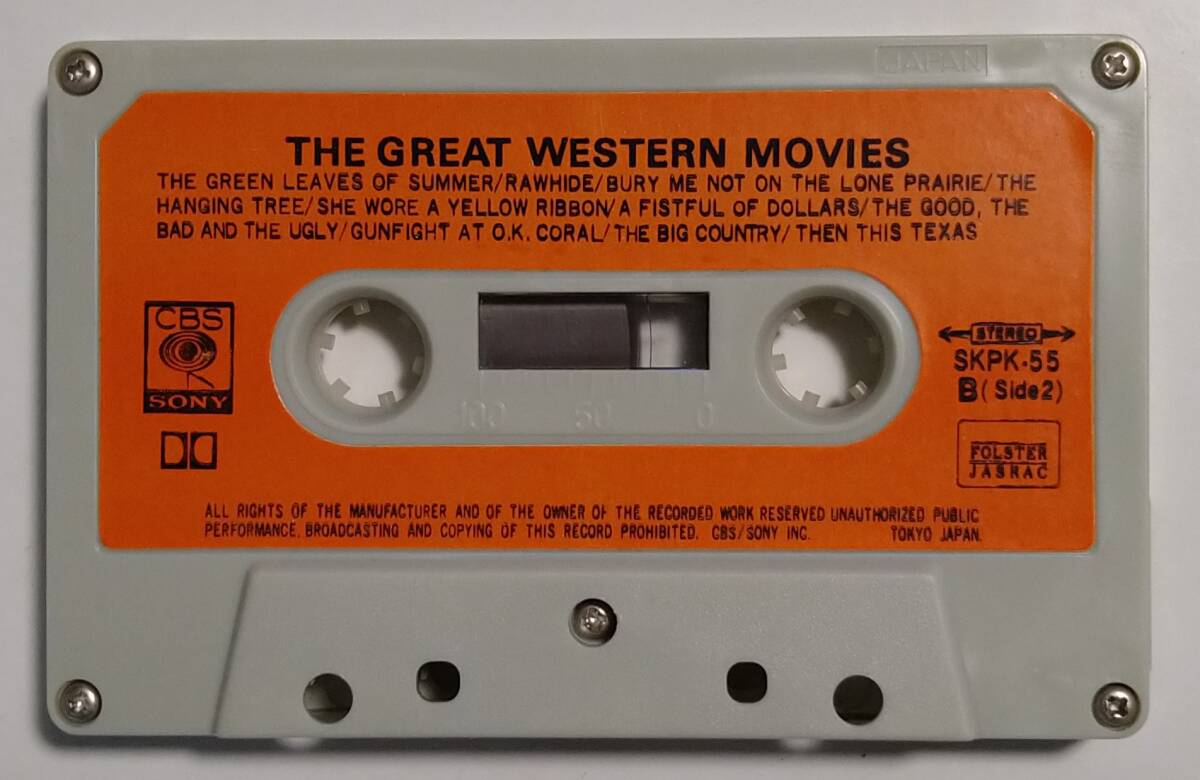 JAPAN
THE GREAT WESTERN MOVIES
THE GREEN LEAVES OF SUMMER/RAWHIDE/BURY ME NOT ON THE LONE PRAIRIE/THE
HANGING TREE/SHE WORE A YELLOW RIBBON/A FISTFUL OF DOLLARS/THE GOOD, THE
BAD AND THE UGLY/GUNFIGHT AT O.K. CORAL/THE BIG COUNTRY/THEN THIS TEXAS
CBS
SONY
STEREO
SKPK-55
B (Side2)
100 50 0
FOLSTER
JASRAC
ALL RIGHTS OF THE MANUFACTURER AND OF THE OWNER OF THE RECORDED WORK RESERVED UNAUTHORIZED PUBLIC
PERFORMANCE, BROADCASTING AND COPYING OF THIS RECORD PROHIBITED. CBS/SONY INC. TOKYO JAPAN.